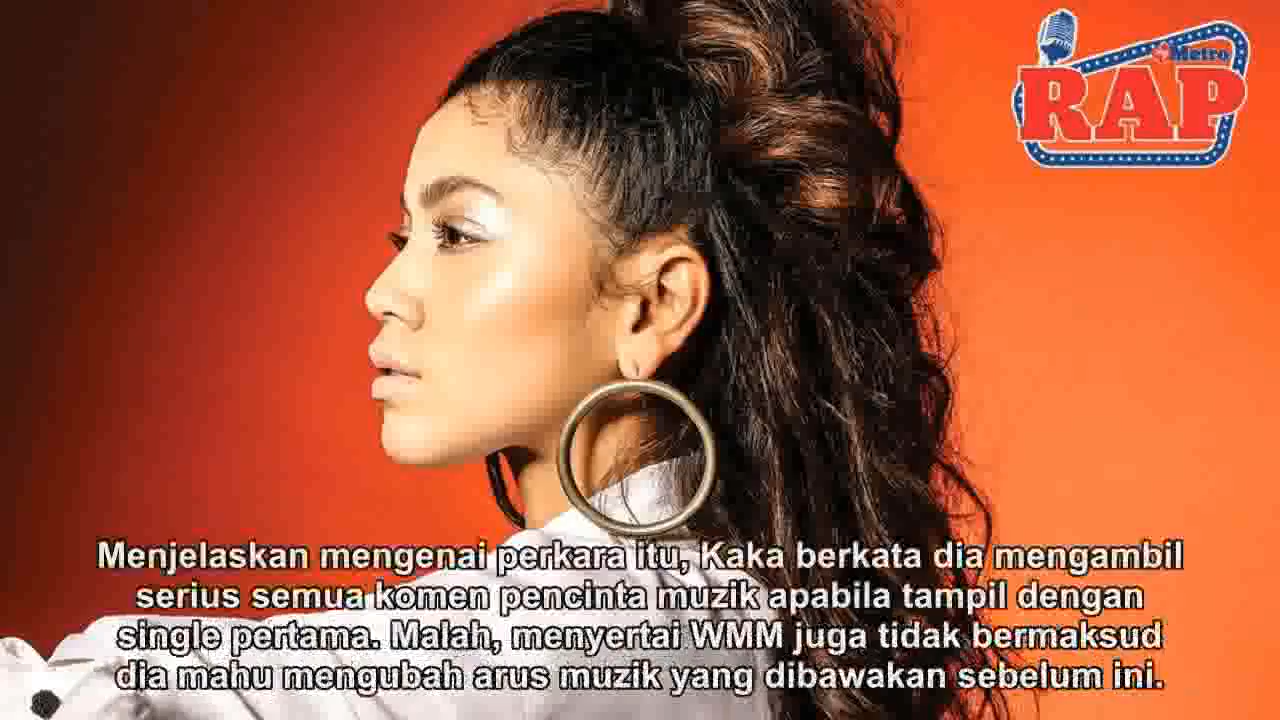 Metro
RAP
Menjelaskan mengenai perkara itu, Kaka berkata dia mengambil
serius semua komen pencinta muzik apabila tampil dengan
single pertama. Malah, menyertai WMM juga tidak bermaksud
dia mahu mengubah arus muzik yang dibawakan sebelum ini.